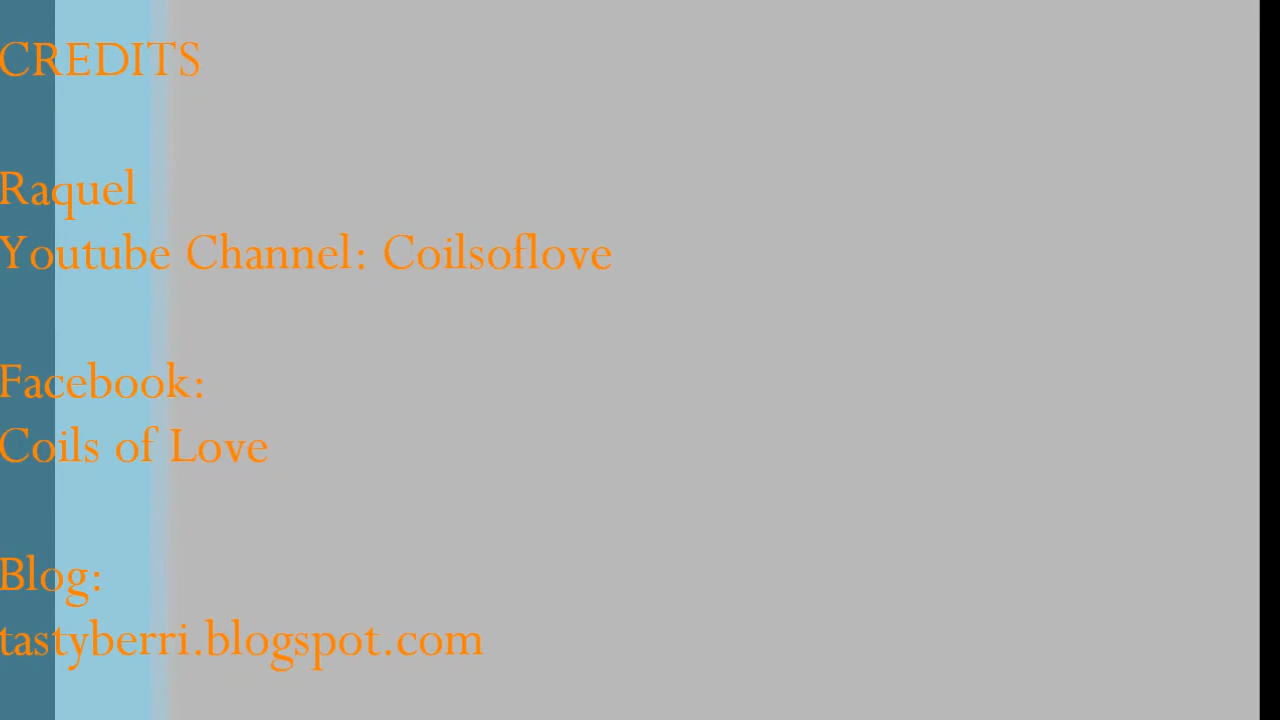 CREDITS
Raquel
Youtube Channel: Coilsoflove
Facebook:
Coils of Love
Blog:
tastyberri.blogspot.com